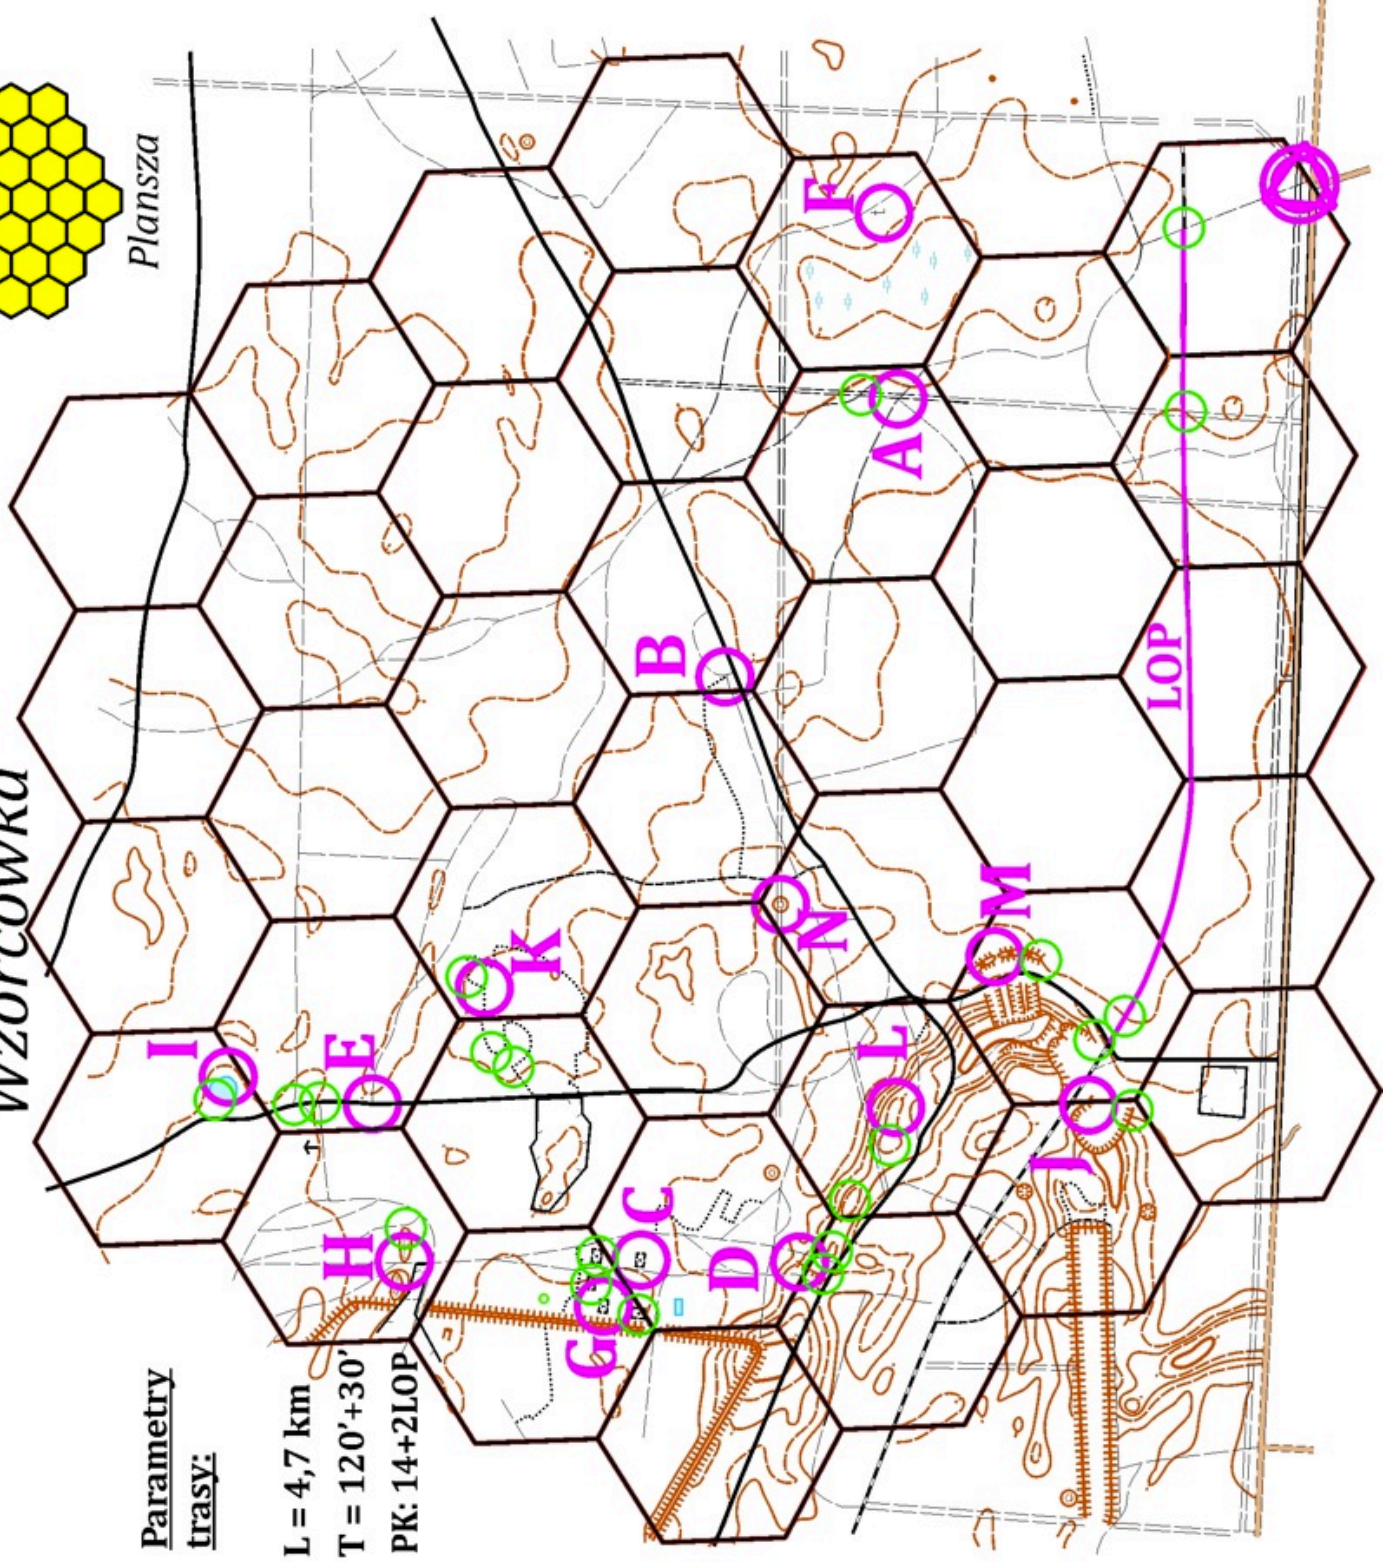 Wzorcówka
Plansza
Parametry
trasy:
L = 4,7 km
T = 120’+30’
PK: 14+2LOP
I
E
H
K
C
G
D
B
N
L
J
M
A
F
LOP